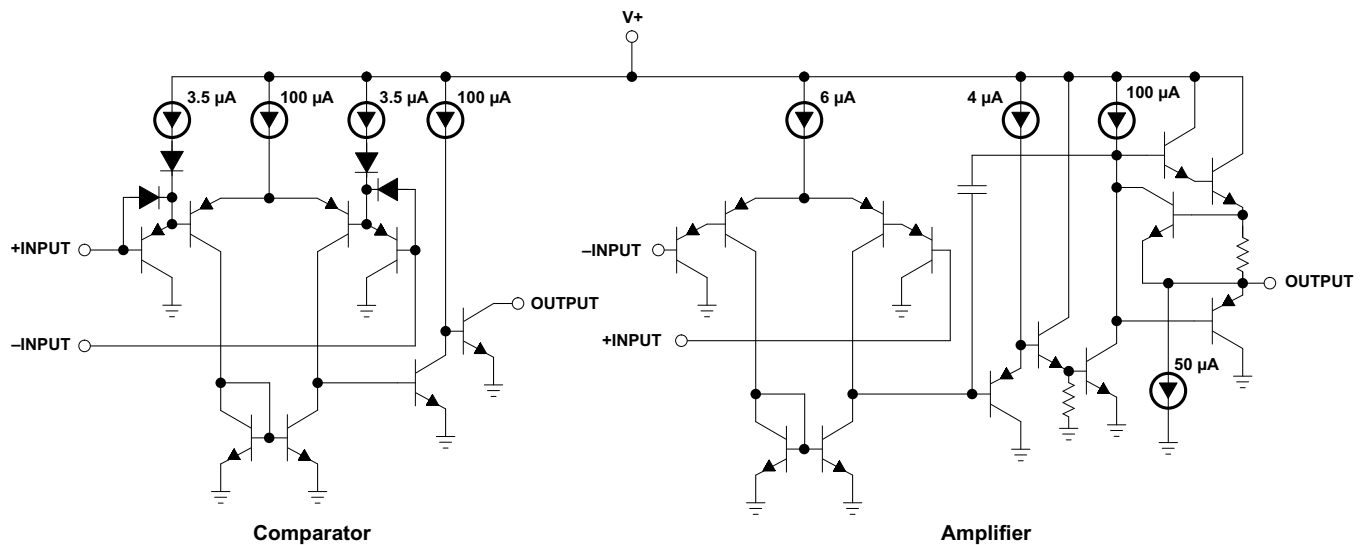 V+
3.5 µA
100 µA
3.5 µA
100 µA
6 µA
4 µA
100 µA
+INPUT
–INPUT
OUTPUT
–INPUT
+INPUT
OUTPUT
50 µA
Comparator
Amplifier